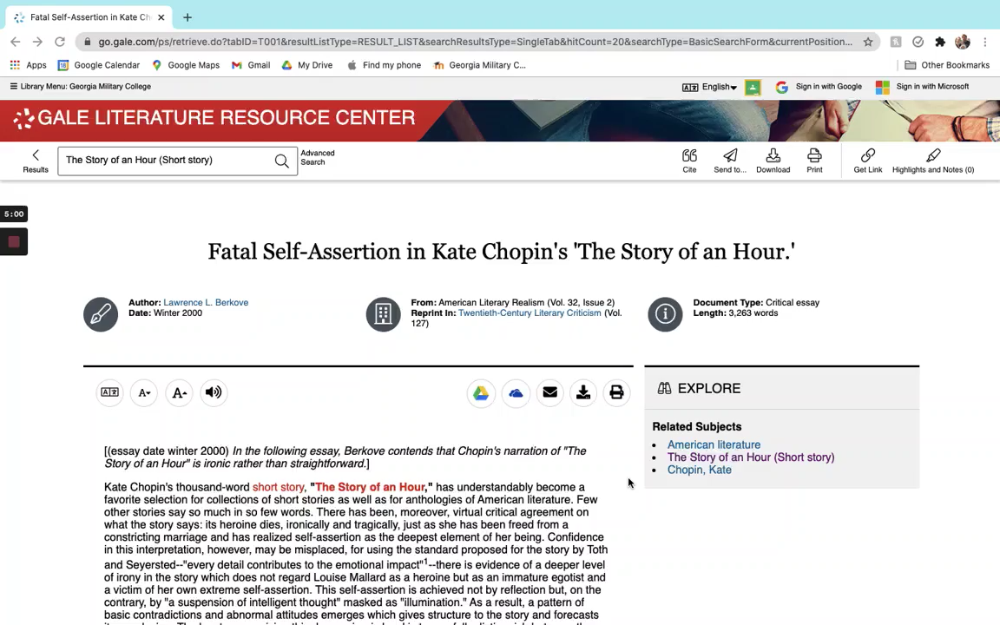 Fatal Self-Assertion in Kate Ch
go.gale.com/ps/retrieve.do?tabID=T001&resultListType=RESULT_LIST&searchResultsType=SingleTab&hitCount=20&searchType=BasicSearchForm&currentPosition...
Apps Google Calendar Google Maps Gmail My Drive Find my phone Georgia Military C... Other Bookmarks
Library Menu: Georgia Military College English Sign in with Google Sign in with Microsoft
GALE LITERATURE RESOURCE CENTER
Results The Story of an Hour (Short story) Advanced Search Cite Send to... Download Print Get Link Highlights and Notes (0)
5:00
Fatal Self-Assertion in Kate Chopin's 'The Story of an Hour.'
Author: Lawrence L. Berkove
Date: Winter 2000
From: American Literary Realism (Vol. 32, Issue 2)
Reprint In: Twentieth-Century Literary Criticism (Vol.
127)
Document Type: Critical essay
Length: 3,263 words
A A
EXPLORE
Related Subjects
• American literature
• The Story of an Hour (Short story)
• Chopin, Kate
[(essay date winter 2000) In the following essay, Berkove contends that Chopin's narration of "The
Story of an Hour" is ironic rather than straightforward.]
Kate Chopin's thousand-word short story, "The Story of an Hour," has understandably become a
favorite selection for collections of short stories as well as for anthologies of American literature. Few
other stories say so much in so few words. There has been, moreover, virtual critical agreement on
what the story says: its heroine dies, ironically and tragically, just as she has been freed from a
constricting marriage and has realized self-assertion as the deepest element of her being. Confidence
in this interpretation, however, may be misplaced, for using the standard proposed for the story by Toth
and Seyersted--"every detail contributes to the emotional impact"1--there is evidence of a deeper level
of irony in the story which does not regard Louise Mallard as a heroine but as an immature egotist and
a victim of her own extreme self-assertion. This self-assertion is achieved not by reflection but, on the
contrary, by "a suspension of intelligent thought" masked as "illumination." As a result, a pattern of
basic contradictions and abnormal attitudes emerges which gives structure to the story and forecasts